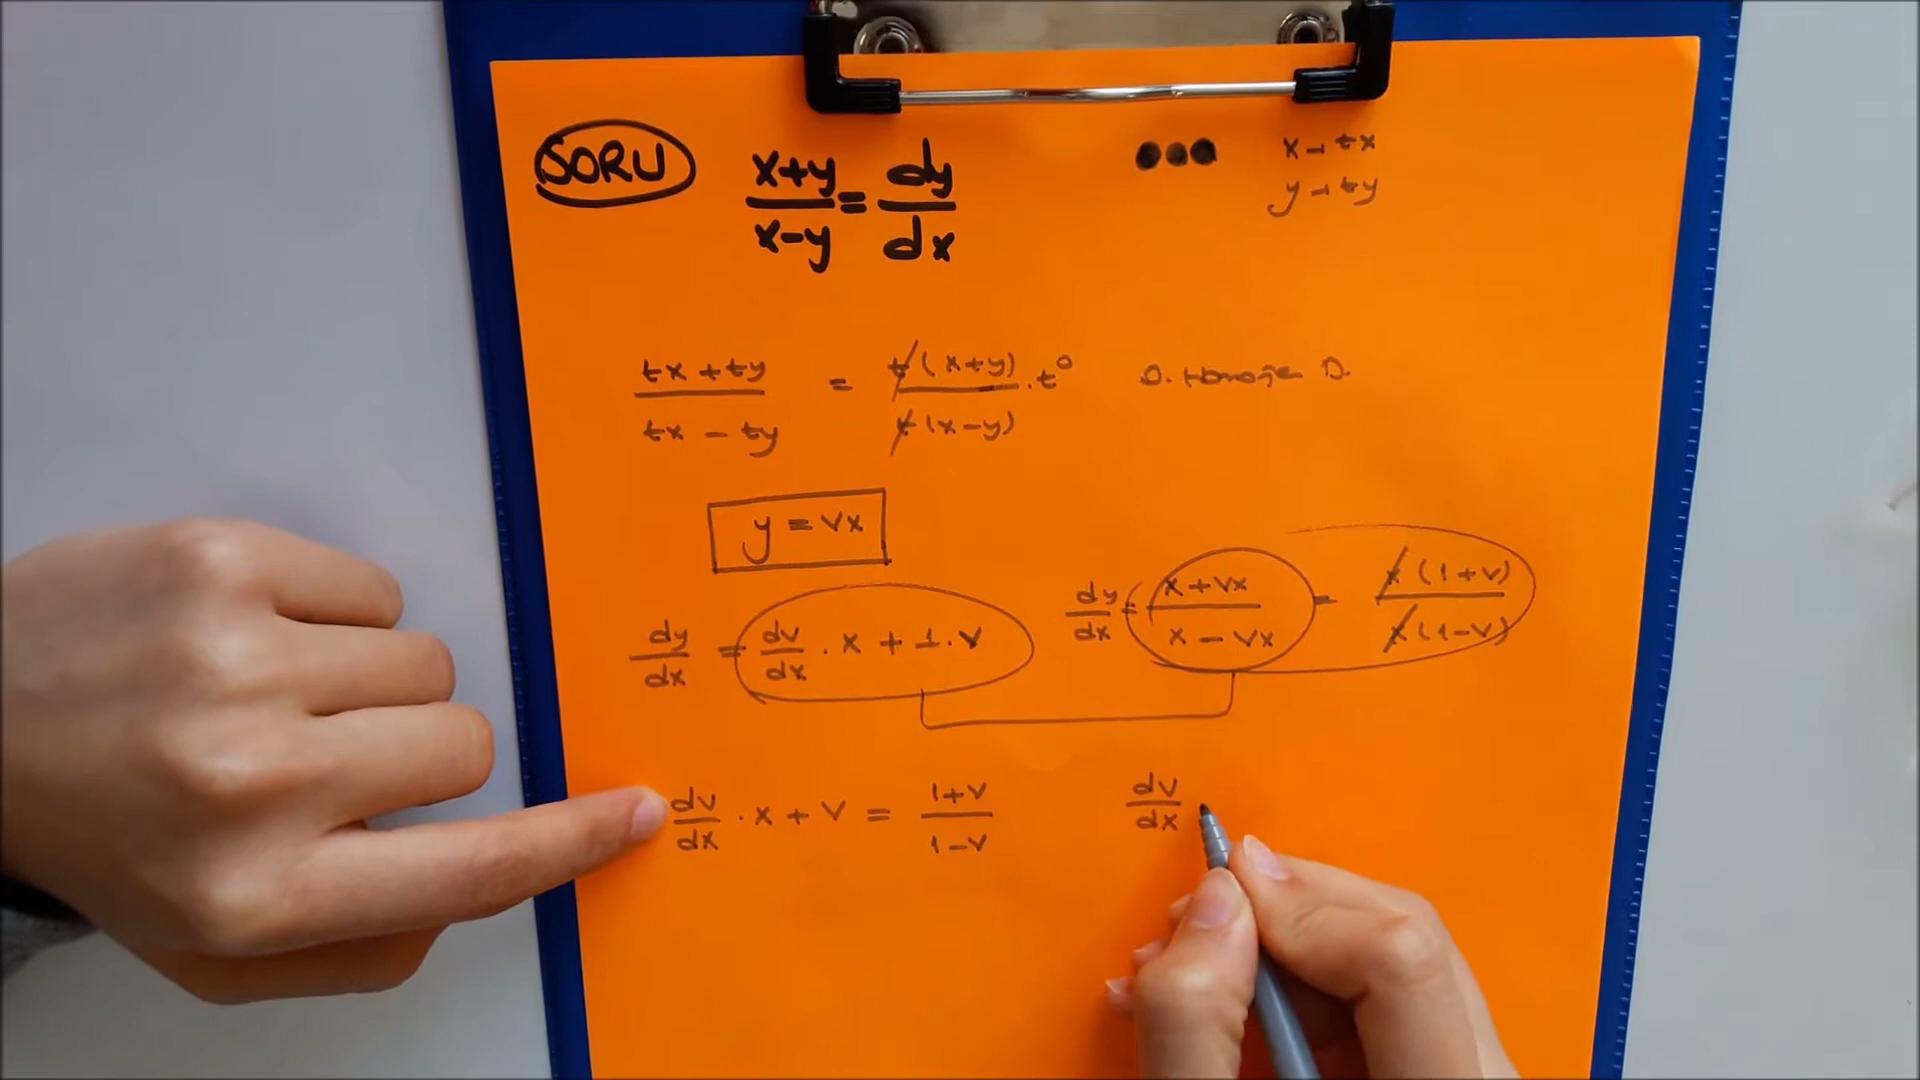 SORU
x+y/x-y = dy/dx
x → tx
y → ty
tx + ty / tx - ty = t(x+y) / t(x-y) . t⁰
y = vx
dy/dx = dv/dx . x + 1 . v
dy/dx = x + vx / x - vx = x(1+v) / x(1-v)
dv/dx . x + v = 1+v / 1-v
dv/dx